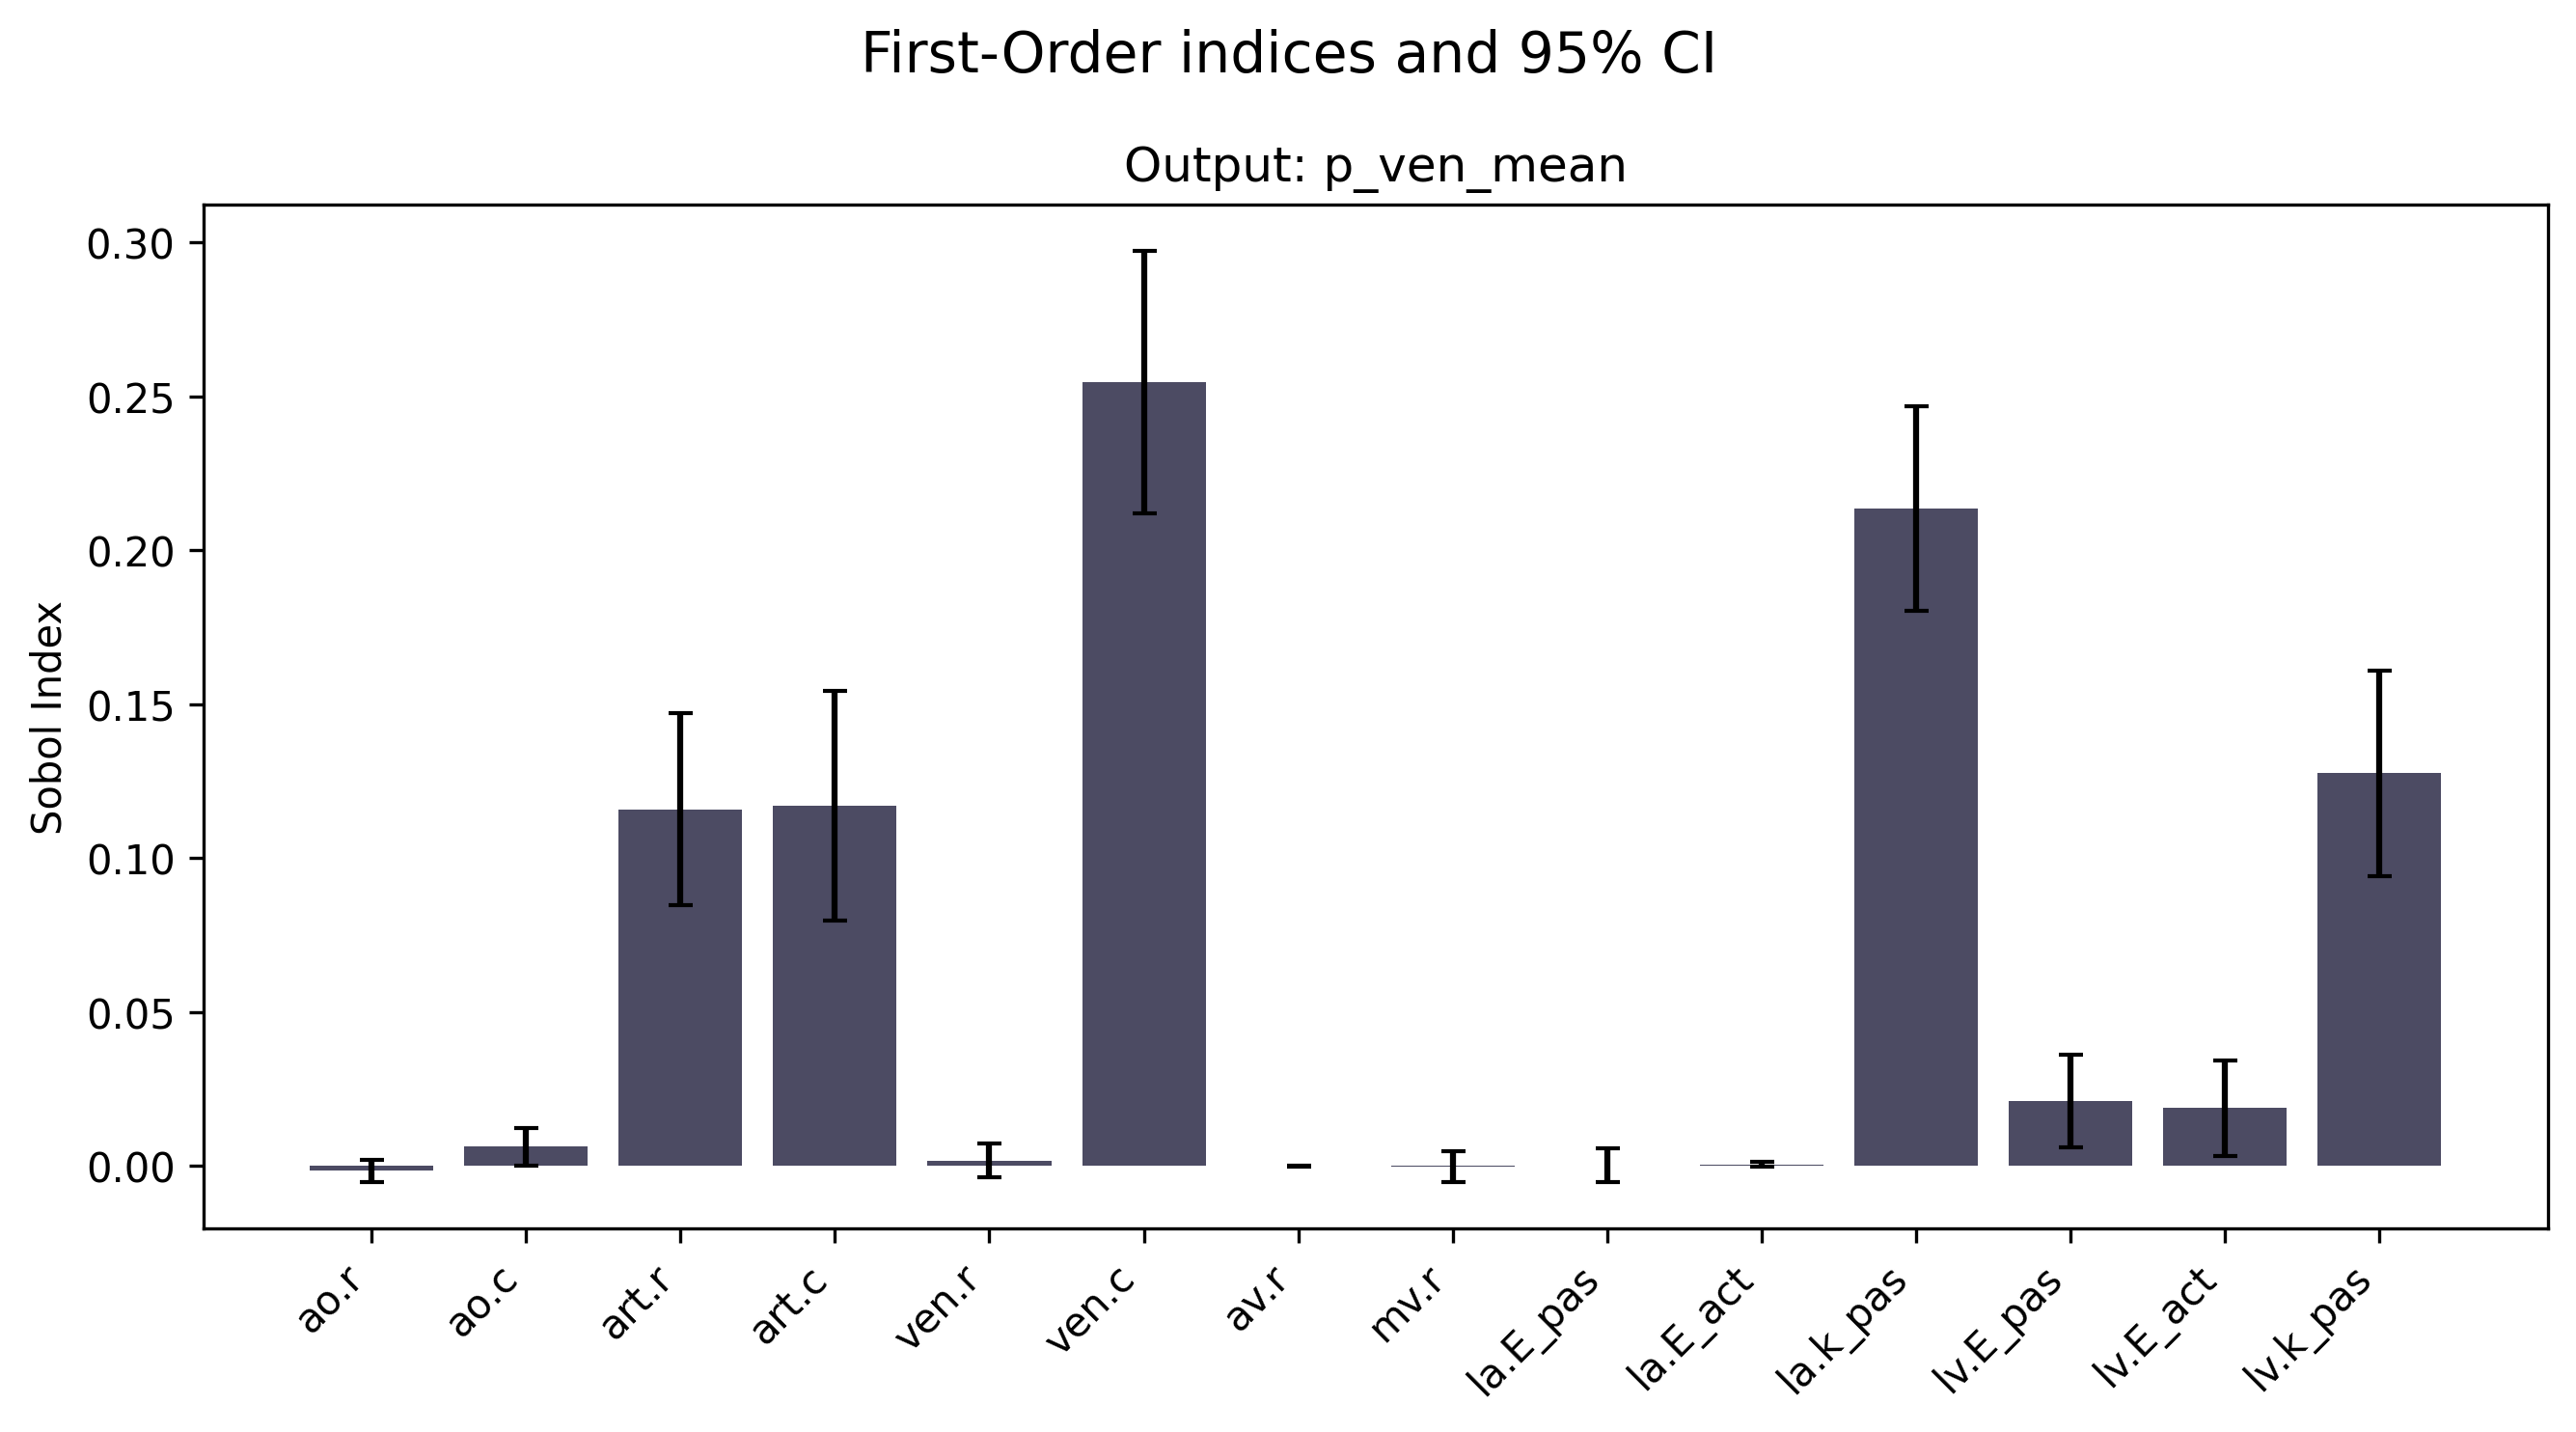 First-Order indices and 95% CI
Output: p_ven_mean
Sobol Index
0.30
0.25
0.20
0.15
0.10
0.05
0.00
ao.r
ao.c
art.r
art.c
ven.r
ven.c
av.r
mv.r
la.E_pas
la.E_act
la.k_pas
lv.E_pas
lv.E_act
lv.k_pas